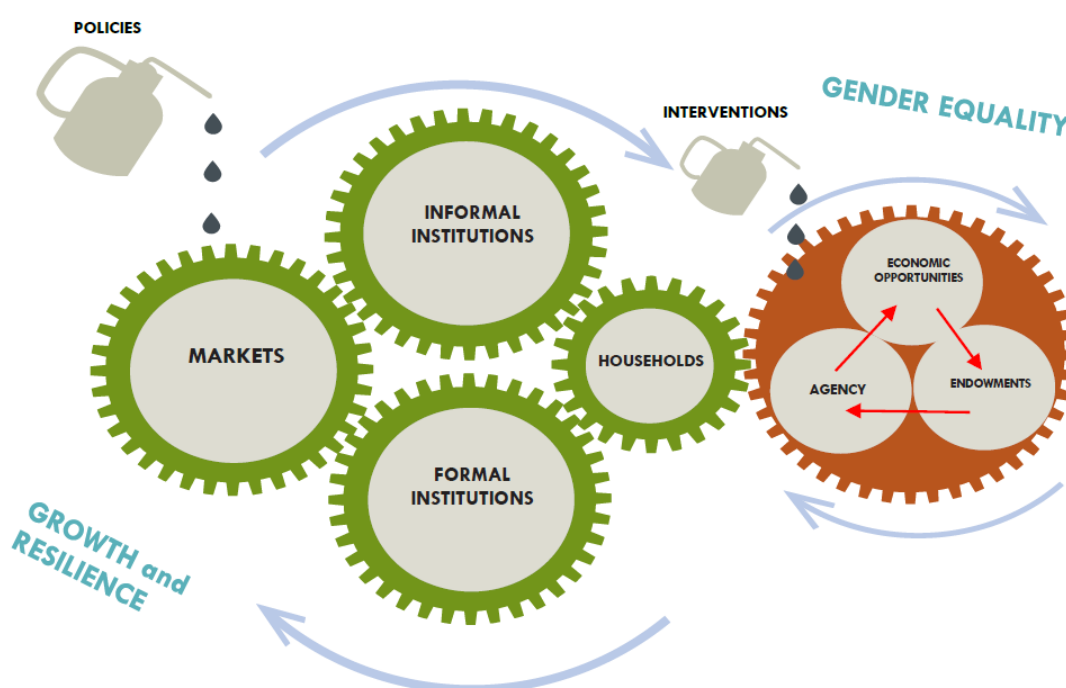 POLICIES
INTERVENTIONS
GENDER EQUALITY
INFORMAL
INSTITUTIONS
ECONOMIC
OPPORTUNITIES
MARKETS
HOUSEHOLDS
AGENCY
ENDOWMENTS
FORMAL
INSTITUTIONS
GROWTH and
RESILIENCE